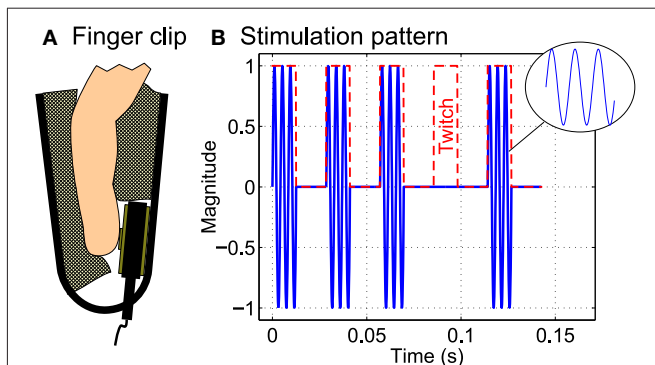 A Finger clip
B Stimulation pattern
1
0.5
0
−0.5
−1
Magnitude
Twitch
0 0.05 0.1 0.15
Time (s)